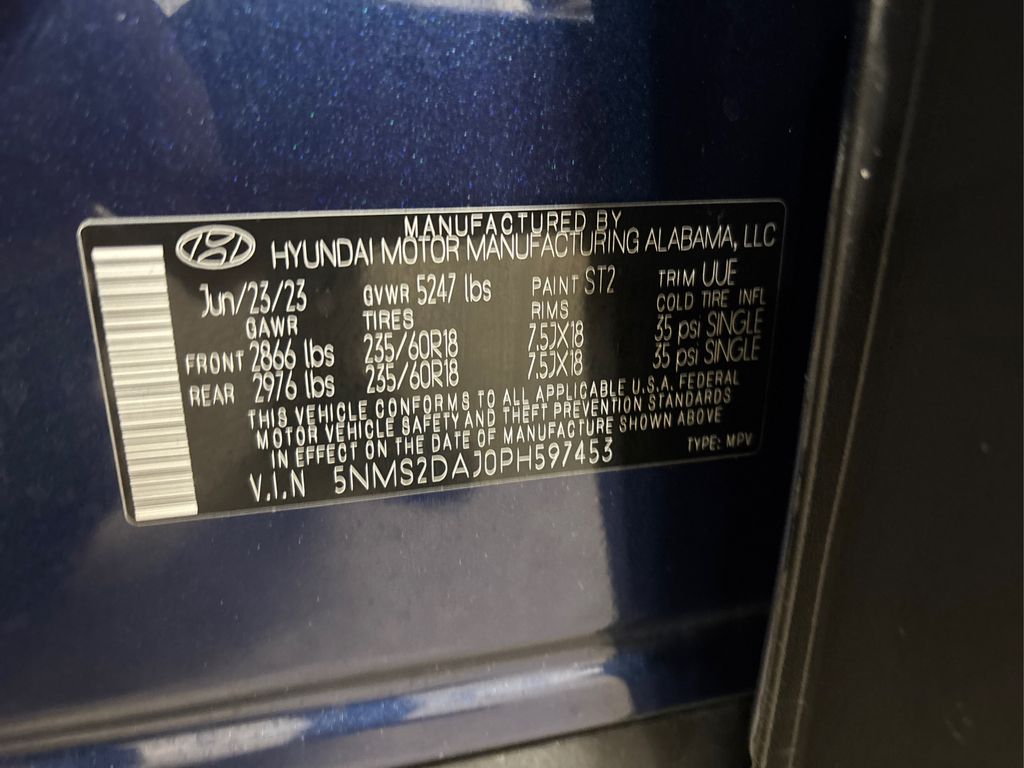 MANUFACTURED BY
HYUNDAI MOTOR MANUFACTURING ALABAMA, LLC
Jun/23/23 GVWR 5247 lbs PAINT ST2 TRIM UUE
GAWR TIRES RIMS COLD TIRE INFL
FRONT 2866 lbs 235/60R18 7.5JX18 35 psi SINGLE
REAR 2976 lbs 235/60R18 7.5JX18 35 psi SINGLE
THIS VEHICLE CONFORMS TO ALL APPLICABLE U.S.A. FEDERAL
MOTOR VEHICLE SAFETY AND THEFT PREVENTION STANDARDS
IN EFFECT ON THE DATE OF MANUFACTURE SHOWN ABOVE
V.I.N 5NMS2DAJ0PH597453 TYPE: MPV